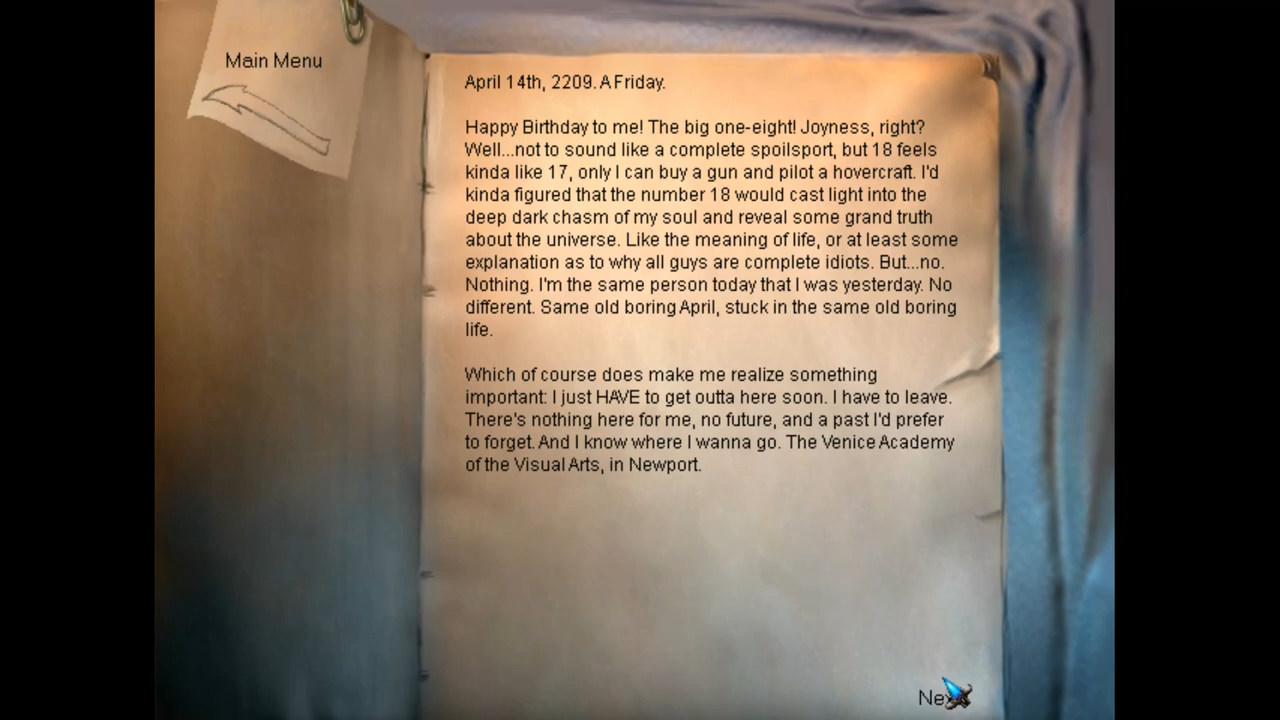 Main Menu
April 14th, 2209. A Friday.
Happy Birthday to me! The big one-eight! Joyness, right?
Well...not to sound like a complete spoilsport, but 18 feels
kinda like 17, only I can buy a gun and pilot a hovercraft. I'd
kinda figured that the number 18 would cast light into the
deep dark chasm of my soul and reveal some grand truth
about the universe. Like the meaning of life, or at least some
explanation as to why all guys are complete idiots. But...no.
Nothing. I'm the same person today that I was yesterday. No
different. Same old boring April, stuck in the same old boring
life.
Which of course does make me realize something
important: I just HAVE to get outta here soon. I have to leave.
There's nothing here for me, no future, and a past I'd prefer
to forget. And I know where I wanna go. The Venice Academy
of the Visual Arts, in Newport.